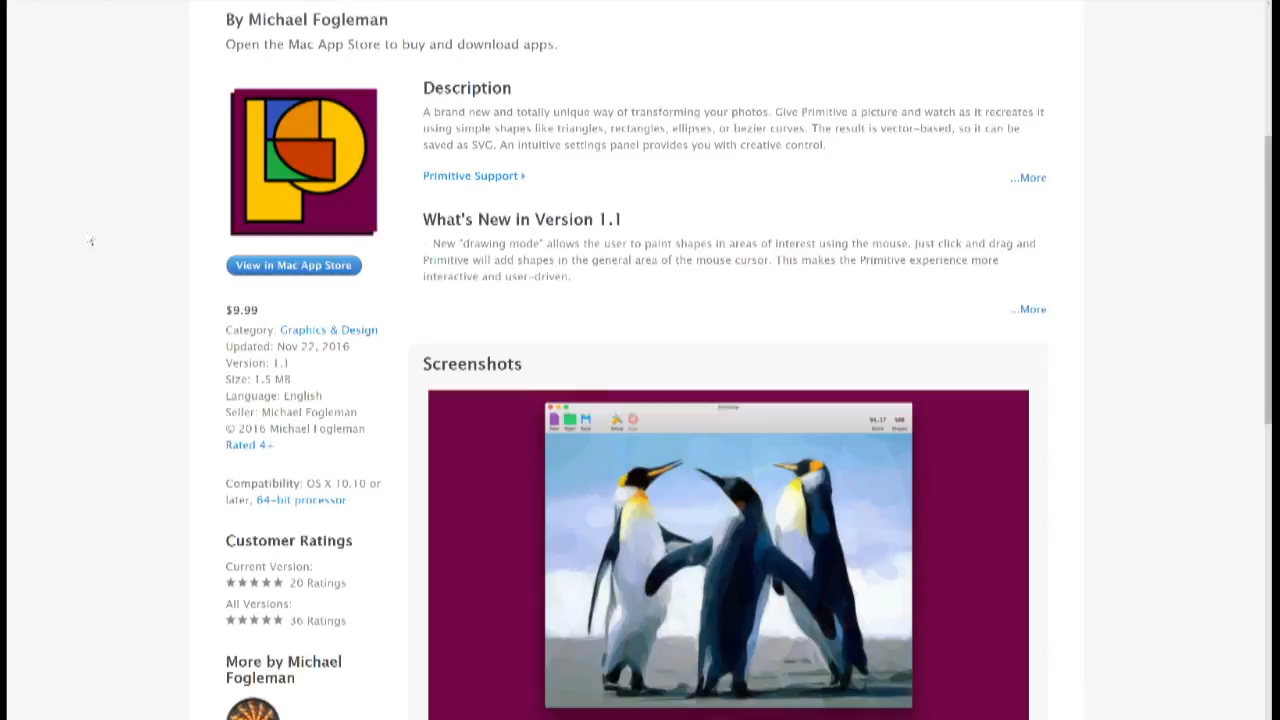 By Michael Fogleman
Open the Mac App Store to buy and download apps.
Description
A brand new and totally unique way of transforming your photos. Give Primitive a picture and watch as it recreates it
using simple shapes like triangles, rectangles, ellipses, or bezier curves. The result is vector-based, so it can be
saved as SVG. An intuitive settings panel provides you with creative control.
Primitive Support
...More
What's New in Version 1.1
- New "drawing mode" allows the user to paint shapes in areas of interest using the mouse. Just click and drag and
Primitive will add shapes in the general area of the mouse cursor. This makes the Primitive experience more
interactive and user-driven.
...More
View in Mac App Store
$9.99
Category: Graphics & Design
Updated: Nov 22, 2016
Version: 1.1
Size: 1.5 MB
Language: English
Seller: Michael Fogleman
© 2016 Michael Fogleman
Rated 4+
Compatibility: OS X 10.10 or
later, 64-bit processor
Customer Ratings
Current Version:
★★★★★ 20 Ratings
All Versions:
★★★★★ 36 Ratings
More by Michael
Fogleman
Screenshots